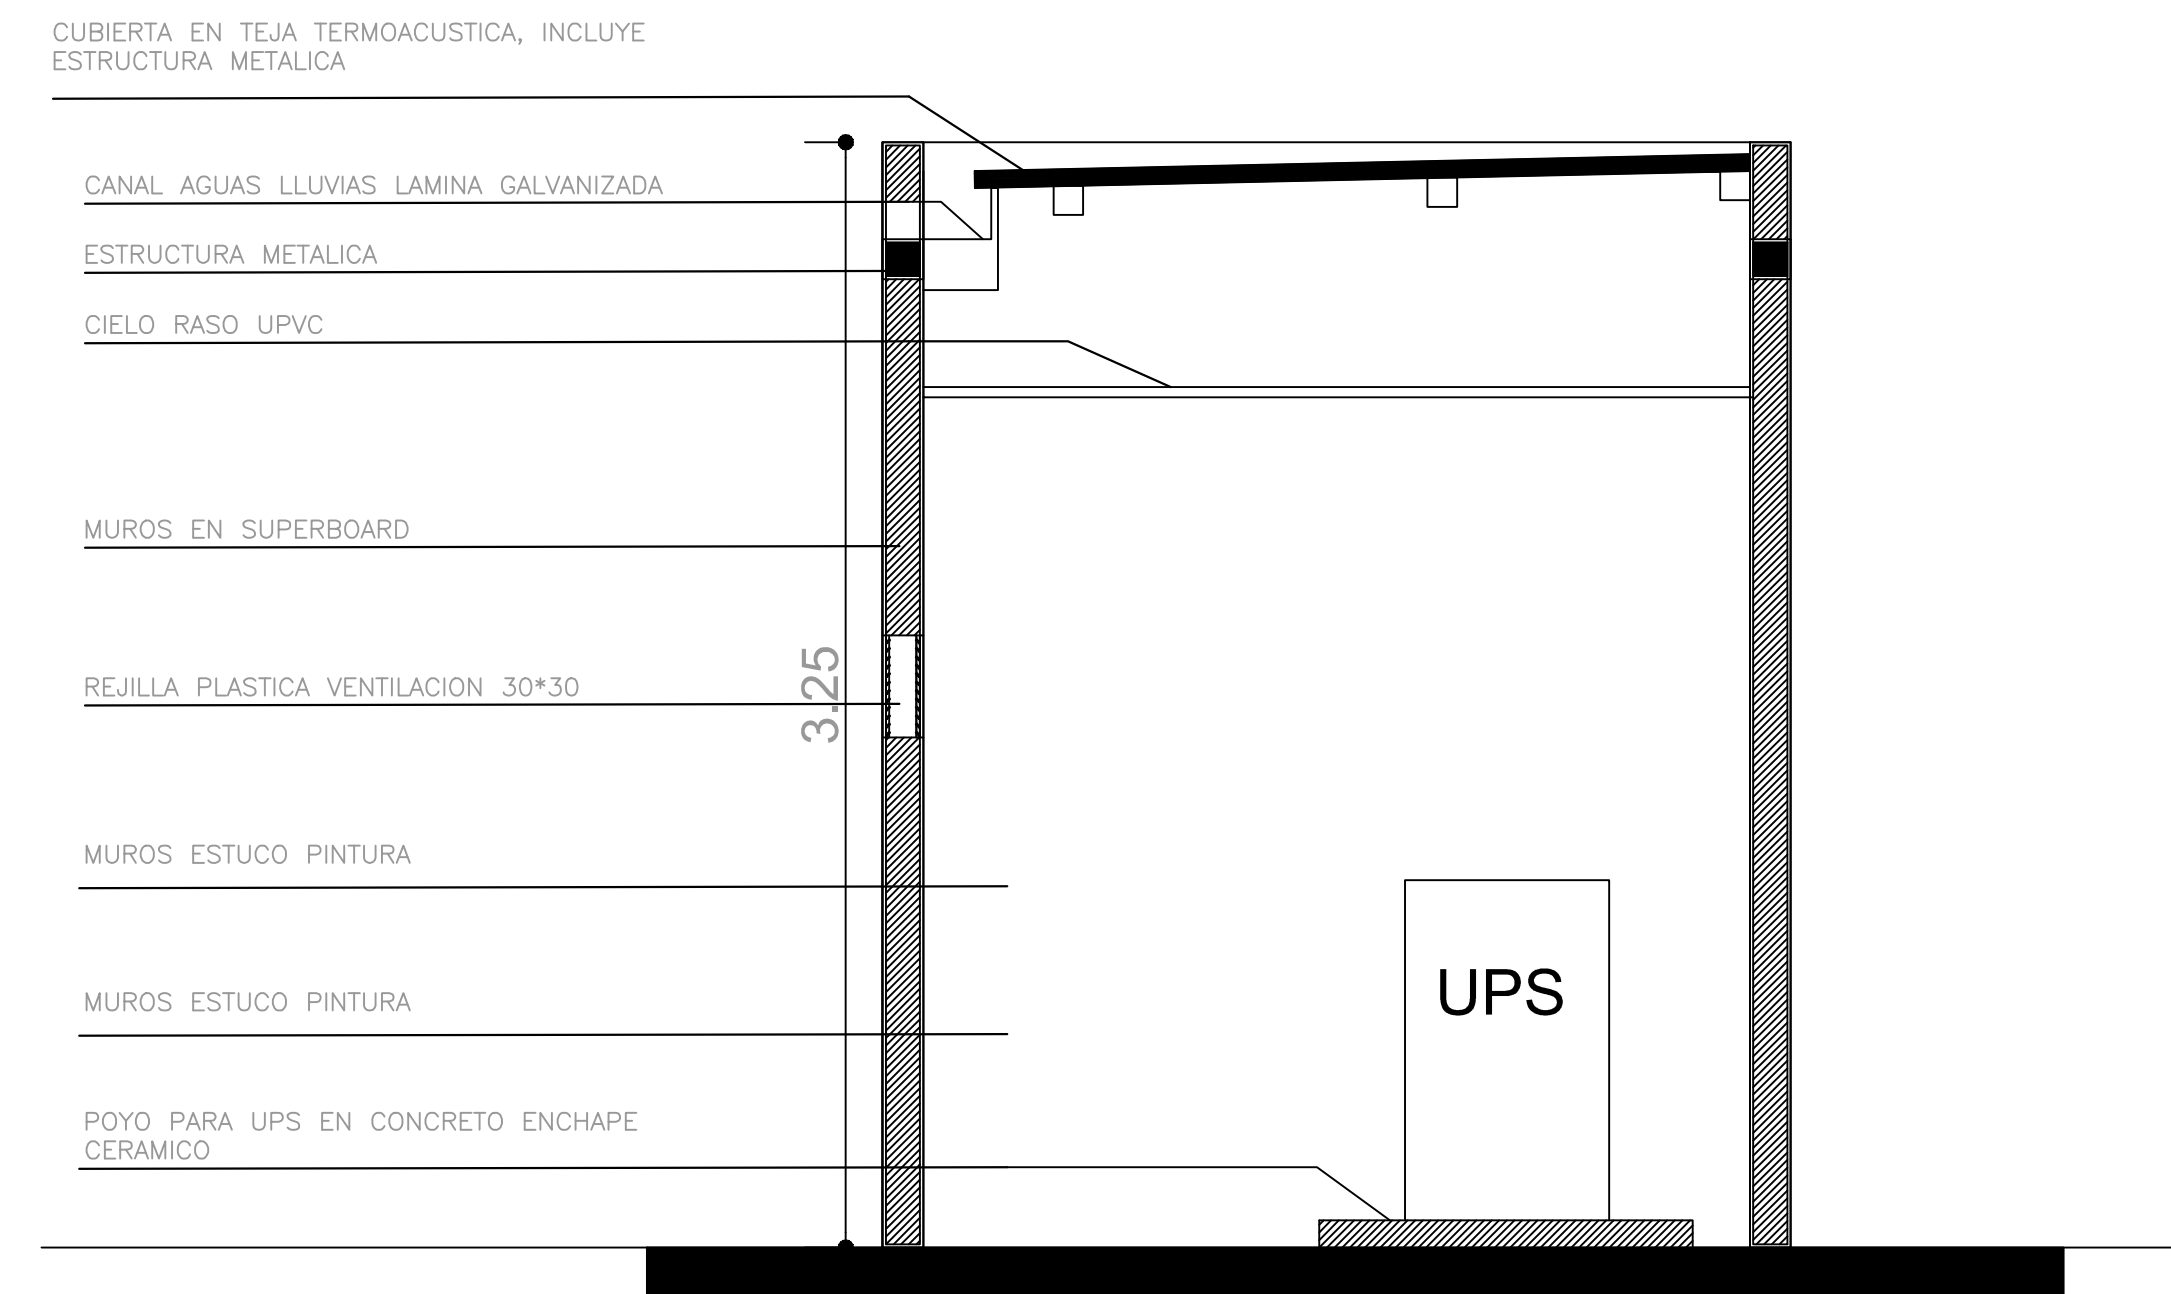 CUBIERTA EN TEJA TERMOACUSTICA, INCLUYE
ESTRUCTURA METALICA
CANAL AGUAS LLUVIAS LAMINA GALVANIZADA
ESTRUCTURA METALICA
CIELO RASO UPVC
MUROS EN SUPERBOARD
REJILLA PLASTICA VENTILACION 30*30
3.25
MUROS ESTUCO PINTURA
UPS
MUROS ESTUCO PINTURA
POYO PARA UPS EN CONCRETO ENCHAPE
CERAMICO